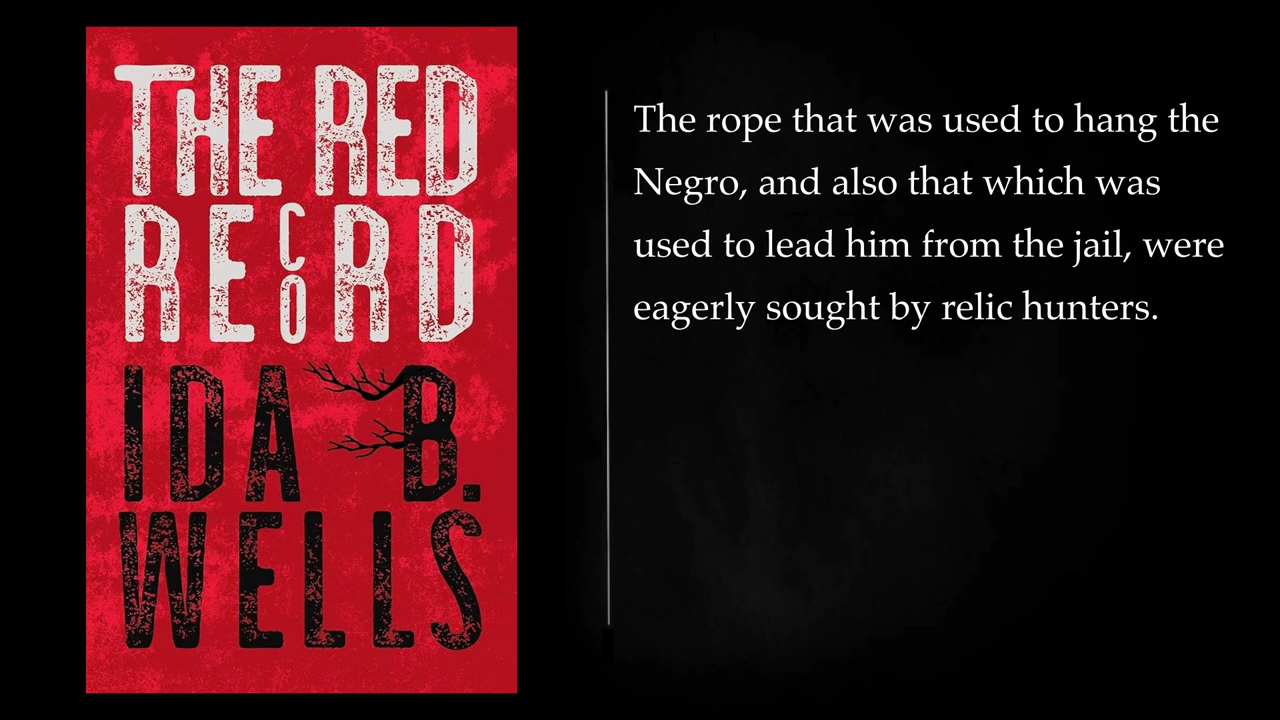 THE RED
RECORD
IDA B.
WELLS
The rope that was used to hang the
Negro, and also that which was
used to lead him from the jail, were
eagerly sought by relic hunters.